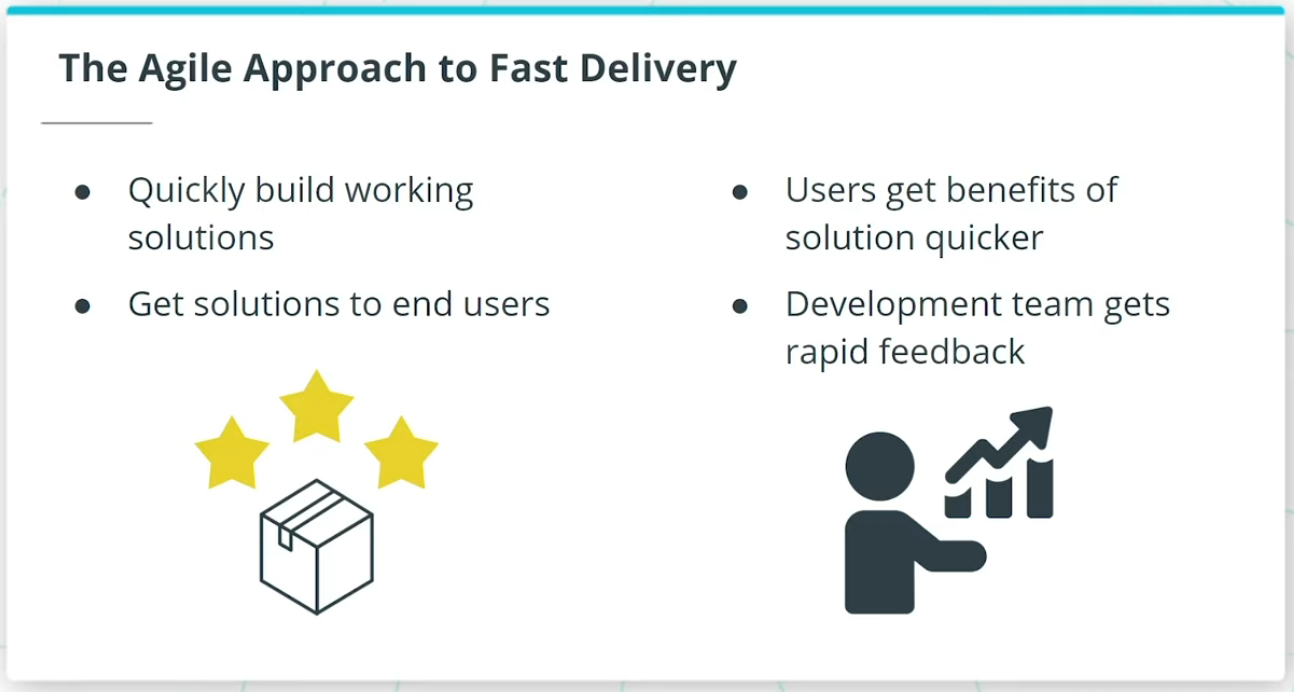 The Agile Approach to Fast Delivery
● Quickly build working
solutions
● Get solutions to end users
● Users get benefits of
solution quicker
● Development team gets
rapid feedback